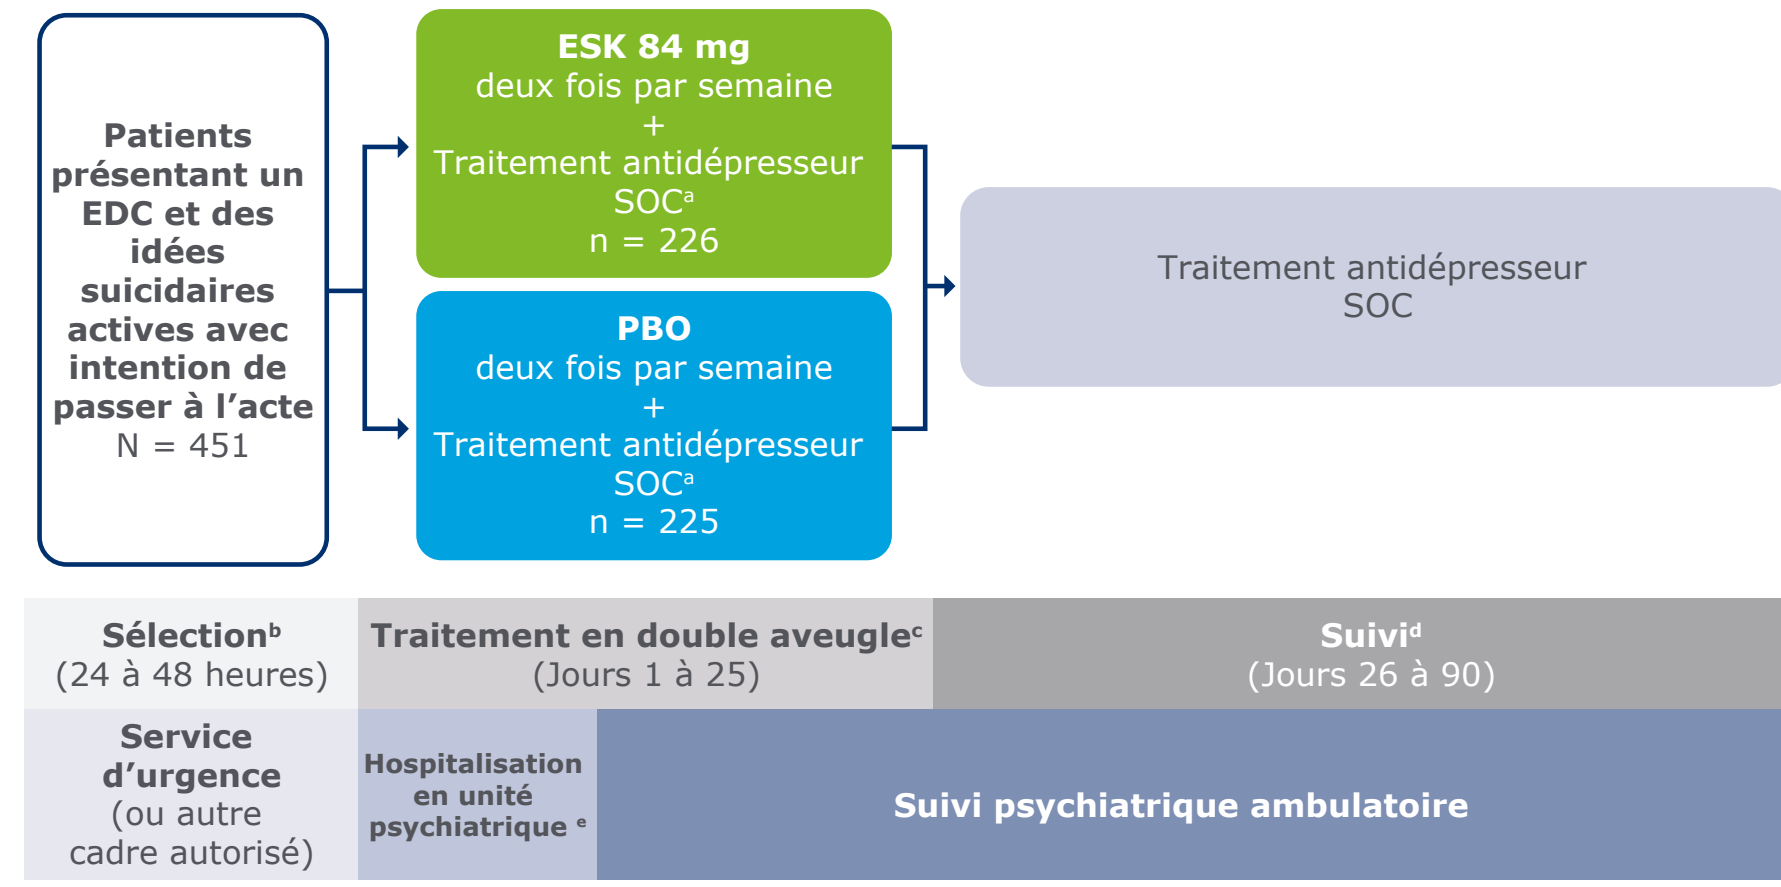 Patients
présentant un
EDC et des
idées
suicidaires
actives avec
intention de
passer à l’acte
N = 451
ESK 84 mg
deux fois par semaine
+
Traitement antidépresseur
SOCᵃ
n = 226
PBO
deux fois par semaine
+
Traitement antidépresseur
SOCᵃ
n = 225
Traitement antidépresseur
SOC
Sélectionᵇ
(24 à 48 heures)
Traitement en double aveugleᶜ
(Jours 1 à 25)
Suiviᵈ
(Jours 26 à 90)
Service
d’urgence
(ou autre
cadre autorisé)
Hospitalisation
en unité
psychiatrique ᵉ
Suivi psychiatrique ambulatoire